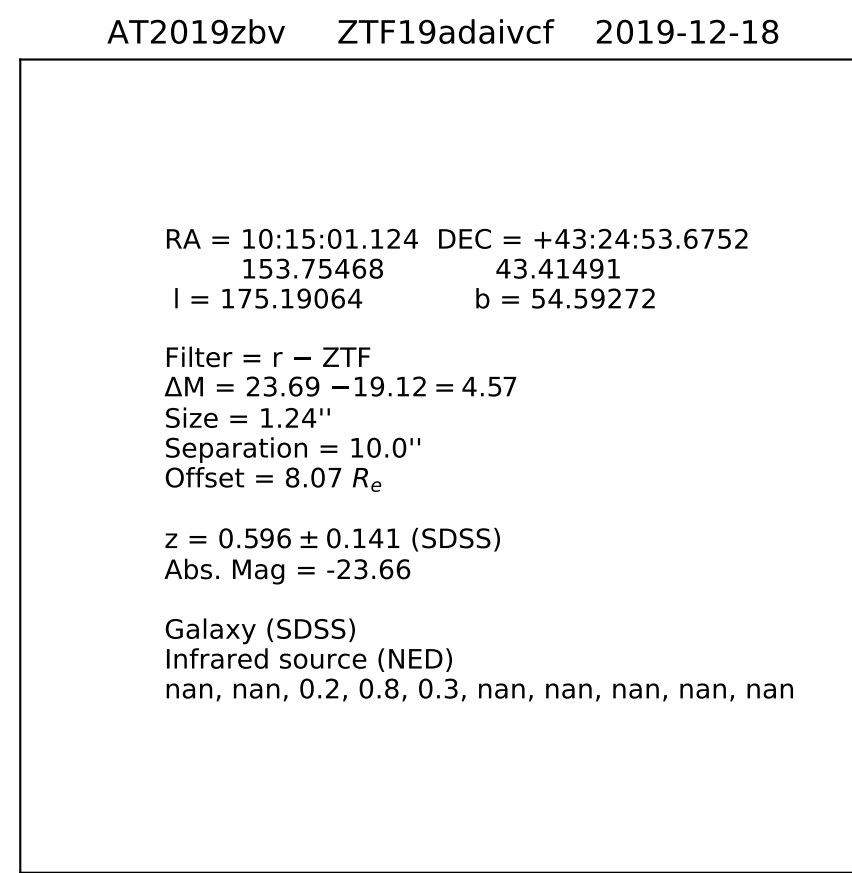 AT2019zbv ZTF19adaivcf 2019-12-18
RA = 10:15:01.124 DEC = +43:24:53.6752
153.75468 43.41491
l = 175.19064 b = 54.59272
Filter = r − ZTF
ΔM = 23.69 −19.12 = 4.57
Size = 1.24''
Separation = 10.0''
Offset = 8.07 Rₑ
z = 0.596 ± 0.141 (SDSS)
Abs. Mag = -23.66
Galaxy (SDSS)
Infrared source (NED)
nan, nan, 0.2, 0.8, 0.3, nan, nan, nan, nan, nan